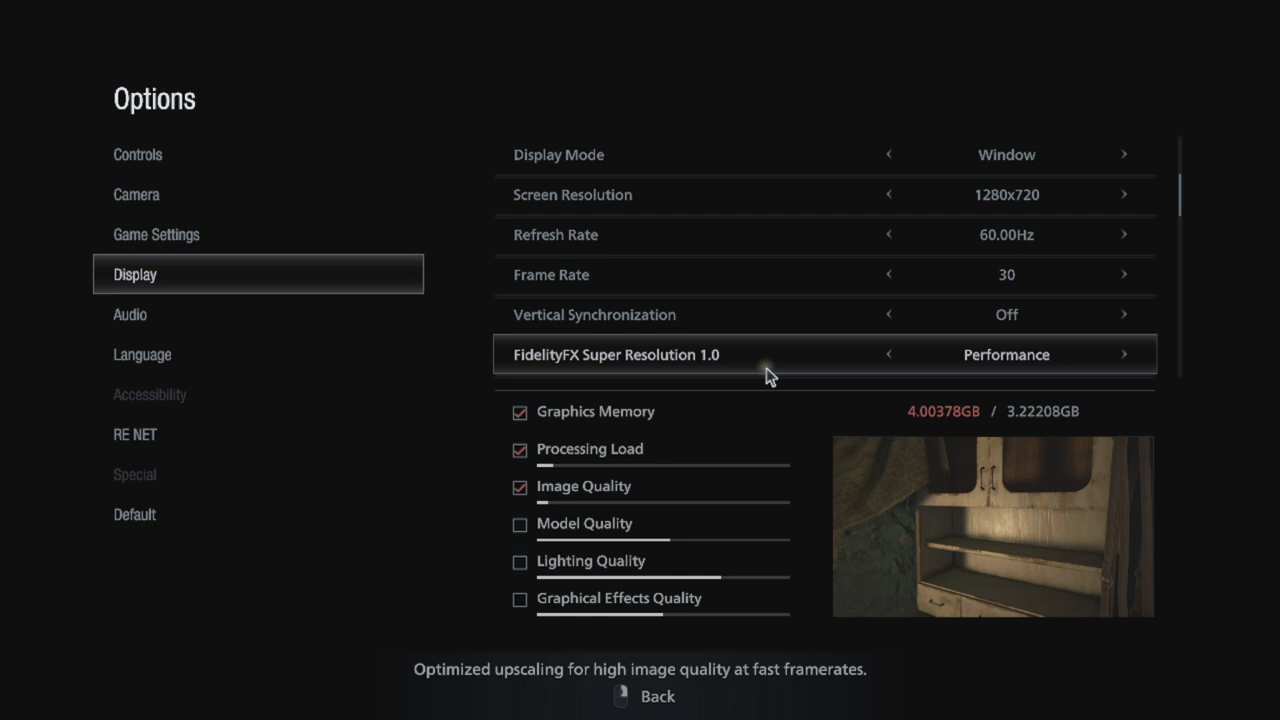 Options
Controls
Camera
Game Settings
Display
Audio
Language
Accessibility
RE NET
Special
Default
Display Mode Window
Screen Resolution 1280x720
Refresh Rate 60.00Hz
Frame Rate 30
Vertical Synchronization Off
FidelityFX Super Resolution 1.0 Performance
Graphics Memory 4.00378GB / 3.22208GB
Processing Load
Image Quality
Model Quality
Lighting Quality
Graphical Effects Quality
Optimized upscaling for high image quality at fast framerates.
Back